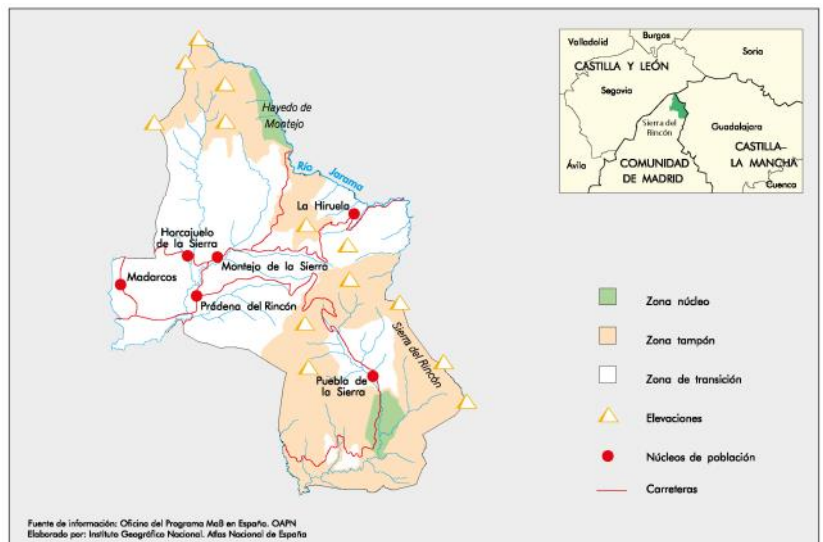 Hayedo de
Montejo
Río Jarama
La Hiruela
Horcajuelo
de la Sierra
Montejo de la Sierra
Madarcos
Prádena del Rincón
Sierra del Rincón
Puebla de
la Sierra
Valladolid
Burgos
Soria
CASTILLA Y LEÓN
Segovia
Sierra del
Rincón
Guadalajara
CASTILLA-
LA MANCHA
Ávila
COMUNIDAD
DE MADRID
Cuenca
Zona núcleo
Zona tampón
Zona de transición
Elevaciones
Núcleos de población
Carreteras
Fuente de información: Oficina del Programa MaB en España. OAPN
Elaborado por: Instituto Geográfico Nacional. Atlas Nacional de España